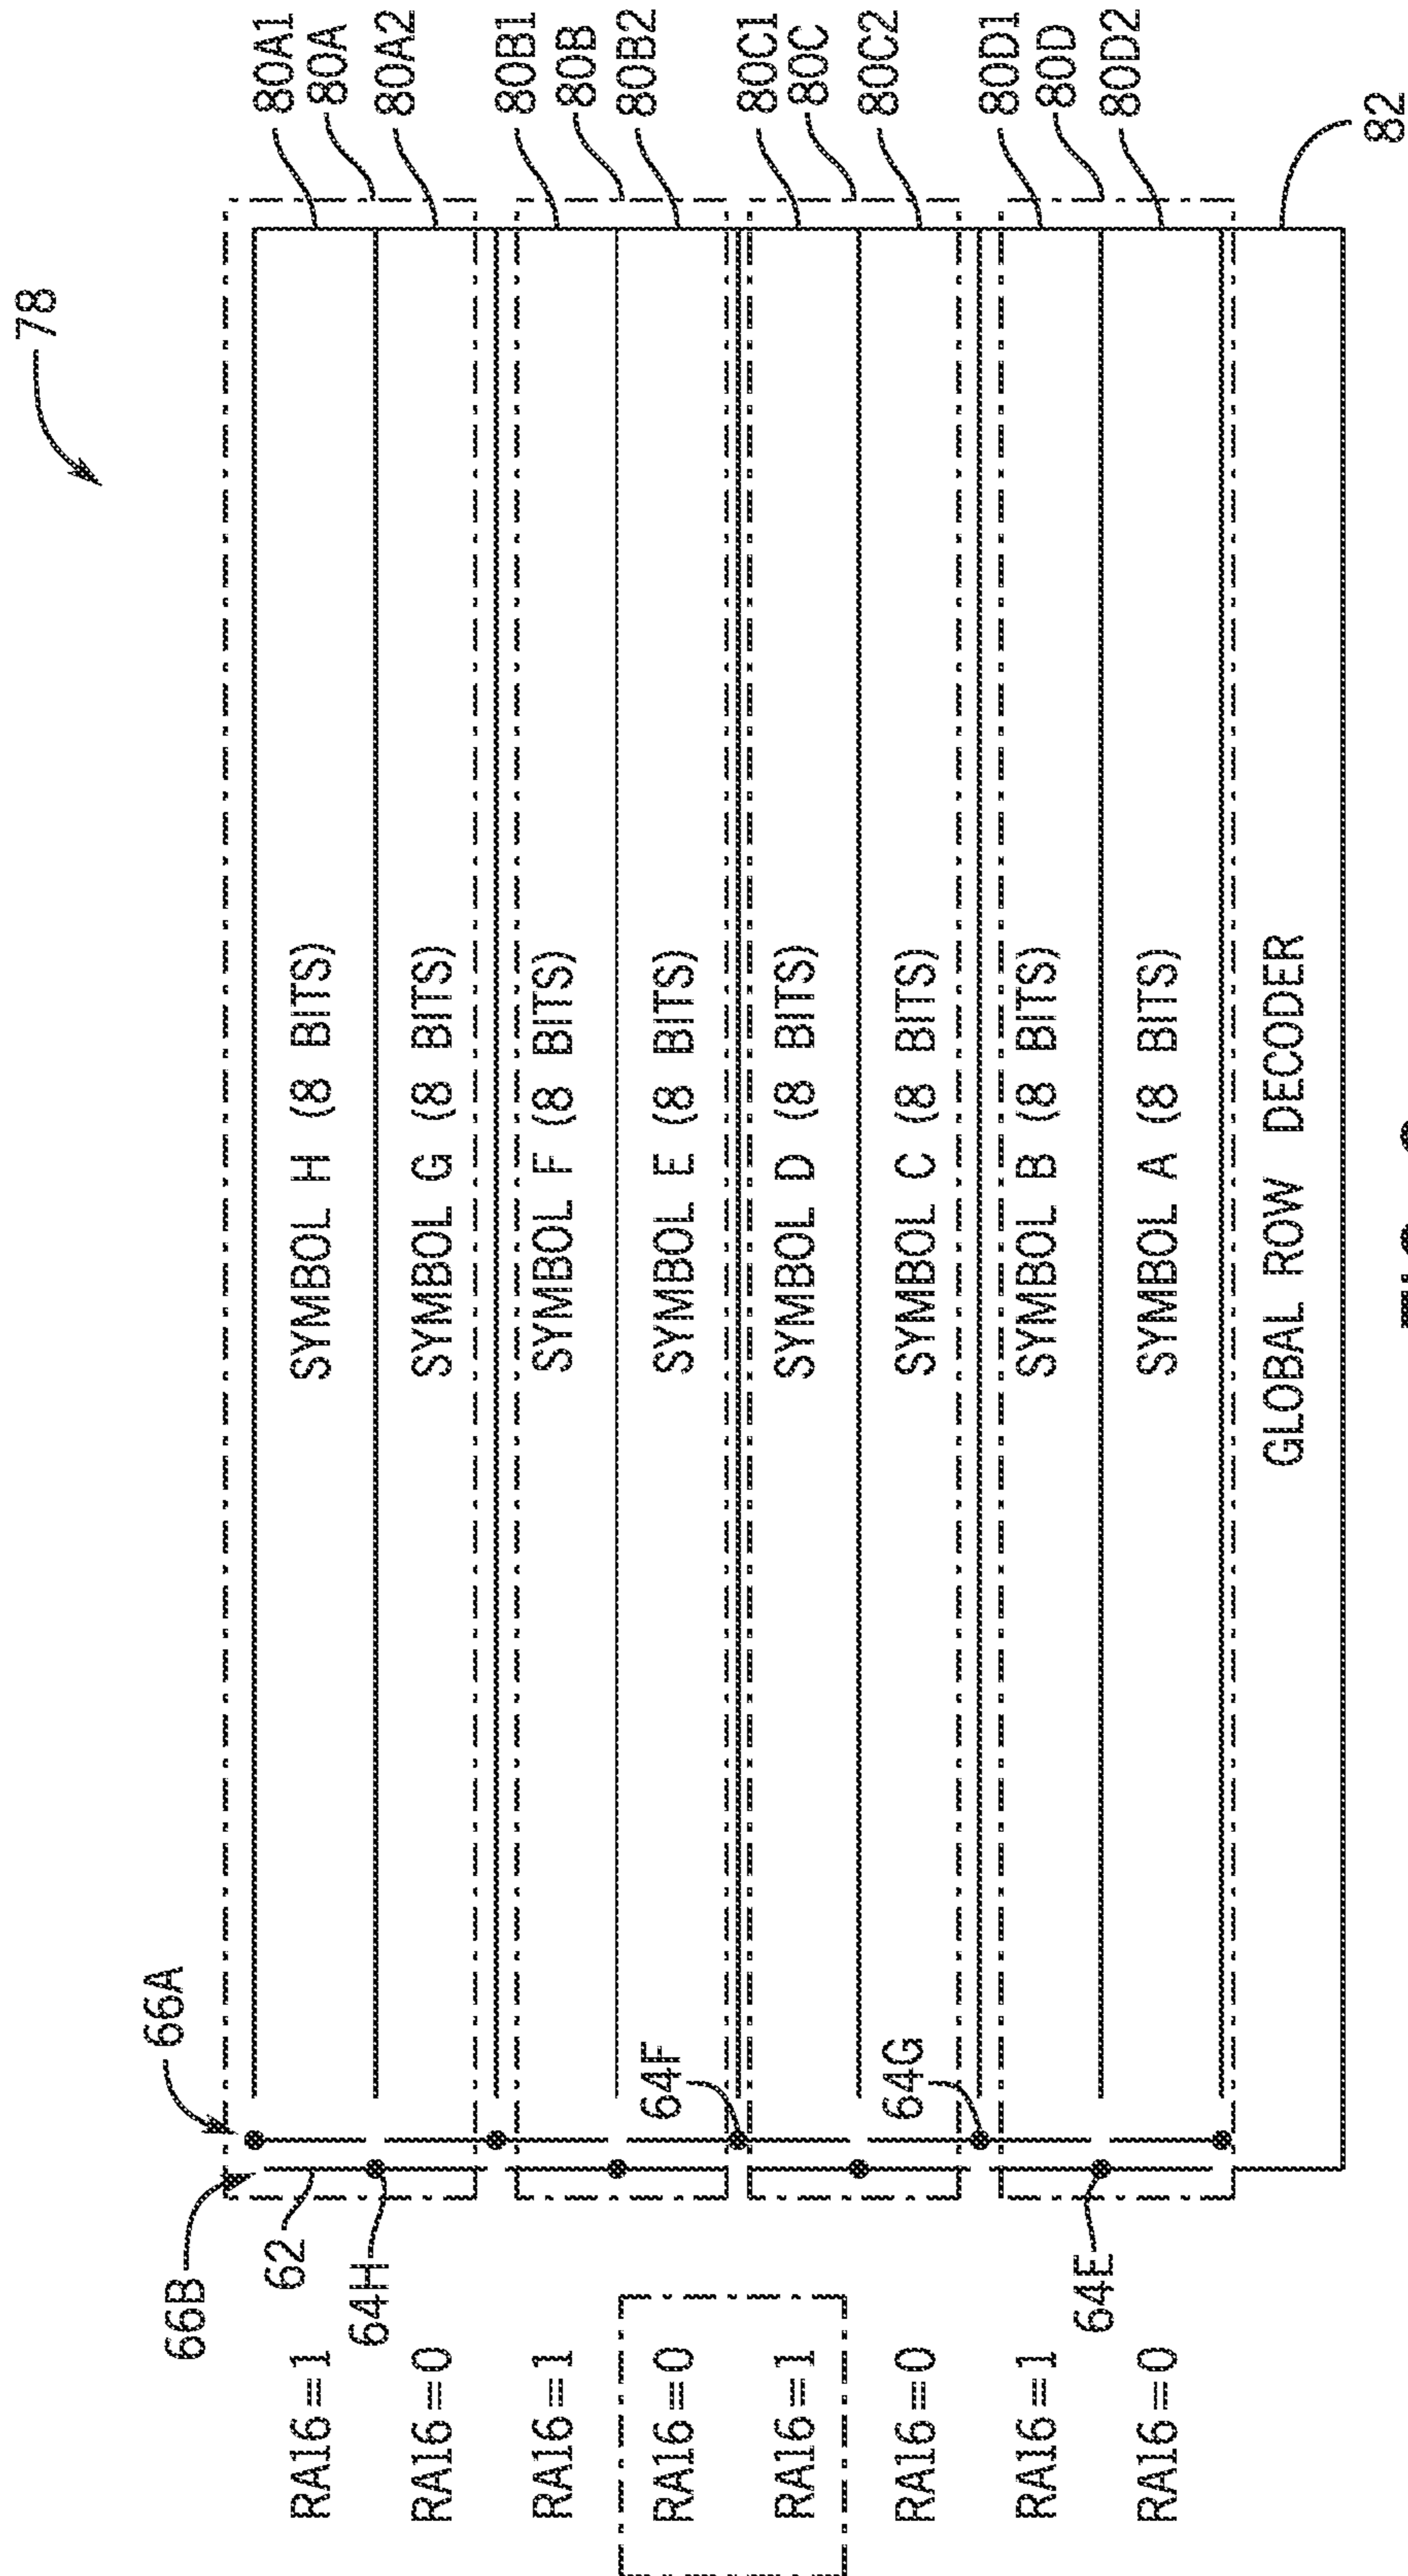 78
66A
66B
62
64H
64F
64G
64E
RA16=1
SYMBOL H (8 BITS)
80A1
80A
RA16=0
SYMBOL G (8 BITS)
80A2
RA16=1
SYMBOL F (8 BITS)
80B1
80B
RA16=0
SYMBOL E (8 BITS)
80B2
RA16=1
SYMBOL D (8 BITS)
80C1
80C
RA16=0
SYMBOL C (8 BITS)
80C2
RA16=1
SYMBOL B (8 BITS)
80D1
80D
RA16=0
SYMBOL A (8 BITS)
80D2
GLOBAL ROW DECODER
82